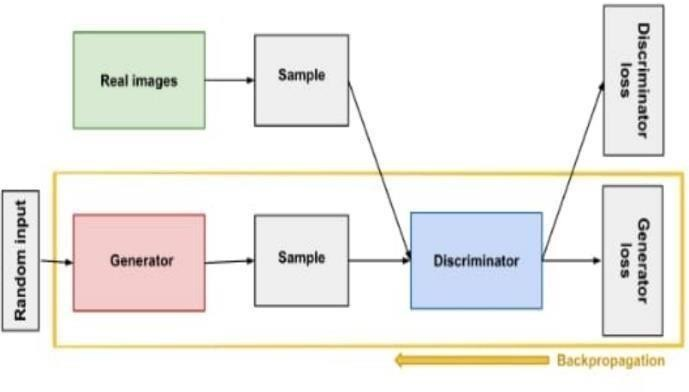 Real images
Sample
Discriminator
loss
Random input
Generator
Sample
Discriminator
Generator
loss
Backpropagation